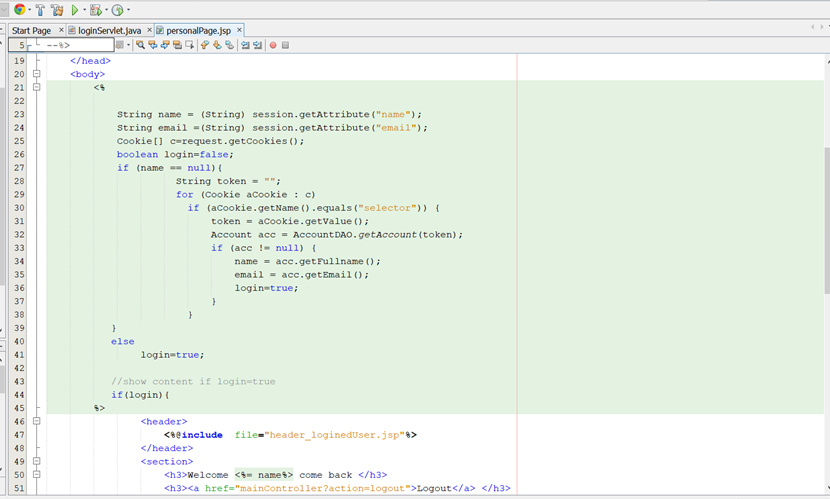 Start Page
loginServlet.java
personalPage.jsp
5 --%>
19 </head>
20 <body>
21 <%
22
23 String name = (String) session.getAttribute("name");
24 String email =(String) session.getAttribute("email");
25 Cookie[] c=request.getCookies();
26 boolean login=false;
27 if (name == null){
28 String token = "";
29 for (Cookie aCookie : c)
30 if (aCookie.getName().equals("selector")) {
31 token = aCookie.getValue();
32 Account acc = AccountDAO.getAccount(token);
33 if (acc != null) {
34 name = acc.getFullname();
35 email = acc.getEmail();
36 login=true;
37 }
38 }
39 }
40 else
41 login=true;
42
43 //show content if login=true
44 if(login){
45 %>
46 <header>
47 <%@include file="header_loginedUser.jsp"%>
48 </header>
49 <section>
50 <h3>Welcome <%= name%> come back </h3>
51 <h3><a href="mainController?action=logout">Logout</a> </h3>